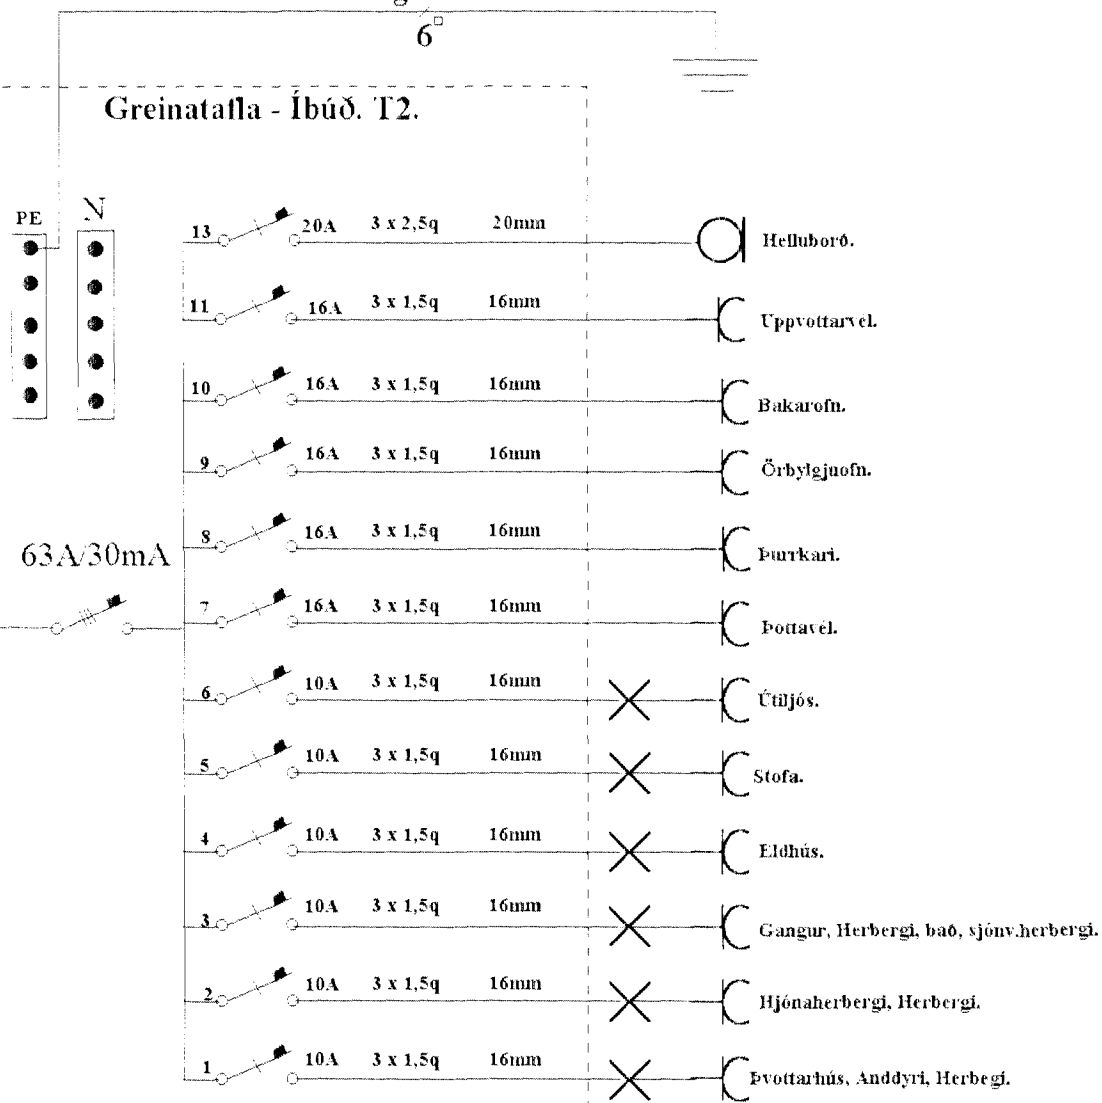 6
Greinatafla - Íbúð. T2.
PE N
13 20A 3 x 2,5q 20mm Helluborð.
11 16A 3 x 1,5q 16mm Uppvottarvél.
10 16A 3 x 1,5q 16mm Bakarofn.
9 16A 3 x 1,5q 16mm Örbylgjuofn.
8 16A 3 x 1,5q 16mm Þurrkari.
63A/30mA
7 16A 3 x 1,5q 16mm Þottavél.
6 10A 3 x 1,5q 16mm Útiljós.
5 10A 3 x 1,5q 16mm Stofa.
4 10A 3 x 1,5q 16mm Eldhús.
3 10A 3 x 1,5q 16mm Gangur, Herbergi, bað, sjónv.herbergi.
2 10A 3 x 1,5q 16mm Hjónaherbergi, Herbergi.
1 10A 3 x 1,5q 16mm Þvottarhús, Anddyri, Herbegi.